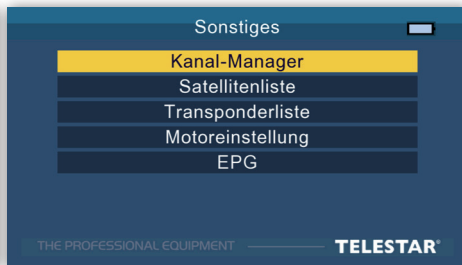 Sonstiges
Kanal-Manager
Satellitenliste
Transponderliste
Motoreinstellung
EPG
THE PROFESSIONAL EQUIPMENT TELESTAR®